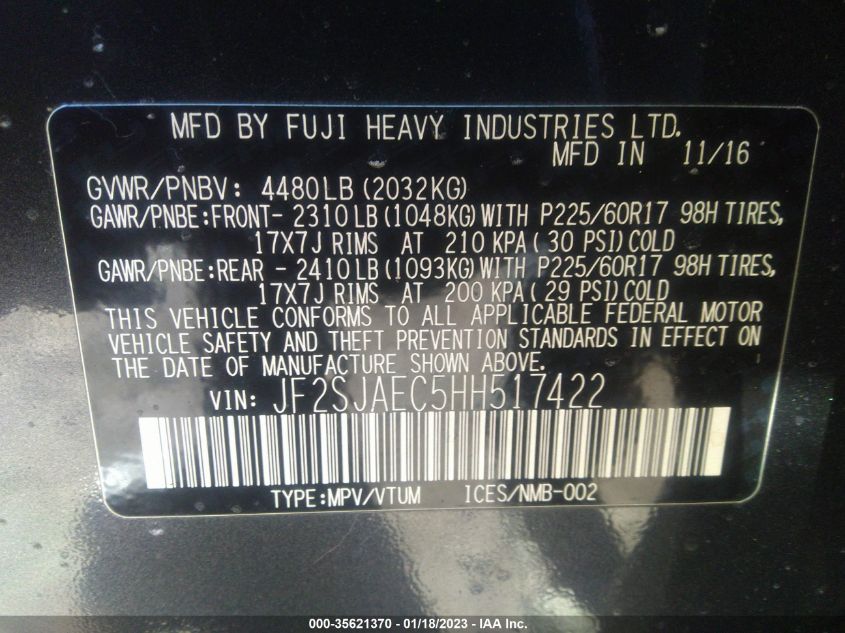 MFD BY FUJI HEAVY INDUSTRIES LTD.
MFD IN 11/16
GVWR/PNBV: 4480LB (2032KG)
GAWR/PNBE:FRONT- 2310LB (1048KG) WITH P225/60R17 98H TIRES,
17X7J RIMS AT 210 KPA ( 30 PSI) COLD
GAWR/PNBE:REAR - 2410LB (1093KG) WITH P225/60R17 98H TIRES,
17X7J RIMS AT 200 KPA ( 29 PSI) COLD
THIS VEHICLE CONFORMS TO ALL APPLICABLE FEDERAL MOTOR
VEHICLE SAFETY AND THEFT PREVENTION STANDARDS IN EFFECT ON
THE DATE OF MANUFACTURE SHOWN ABOVE.
VIN: JF2SJAEC5HH517422
TYPE:MPV/VTUM ICES/NMB-002
000-35621370 - 01/18/2023 - IAA Inc.